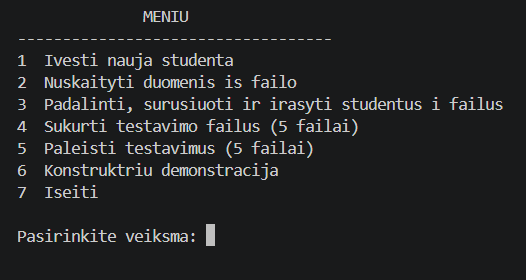 MENIU
-----------------------------------
1 Ivesti nauja studenta
2 Nuskaityti duomenis is failo
3 Padalinti, surusiuoti ir irasyti studentus i failus
4 Sukurti testavimo failus (5 failai)
5 Paleisti testavimus (5 failai)
6 Konstruktriu demonstracija
7 Iseiti
Pasirinkite veiksma: